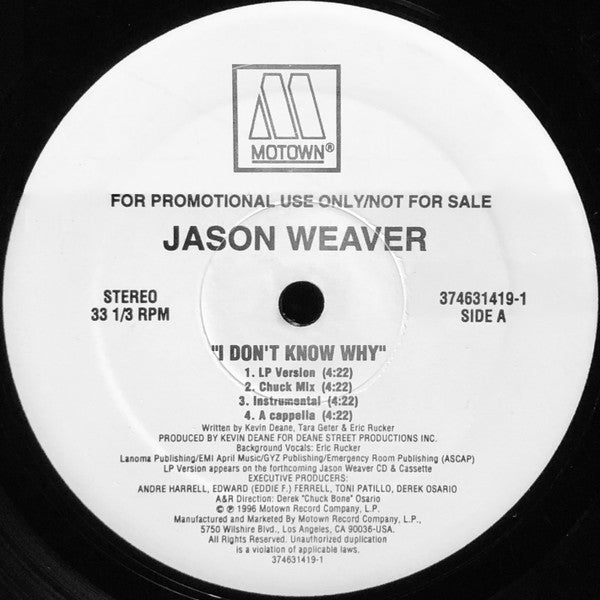 MOTOWN®
FOR PROMOTIONAL USE ONLY/NOT FOR SALE
JASON WEAVER
STEREO
33 1/3 RPM
374631419-1
SIDE A
"I DON'T KNOW WHY"
1. LP Version (4:22)
2. Chuck Mix (4:22)
3. Instrumental (4:22)
4. A cappella (4:22)
Written by Kevin Deane, Tara Geter & Eric Rucker
PRODUCED BY KEVIN DEANE FOR DEANE STREET PRODUCTIONS INC.
Background Vocals: Eric Rucker
Lanoma Publishing/EMI April Music/GYZ Publishing/Emergency Room Publishing (ASCAP)
LP Version appears on the forthcoming Jason Weaver CD & Cassette
EXECUTIVE PRODUCERS:
ANDRE HARRELL, EDWARD (EDDIE F.) FERRELL, TONI PATILLO, DEREK OSARIO
A&R Direction: Derek "Chuck Bone" Osario
© ℗ 1996 Motown Record Company, L.P.
Manufactured and Marketed By Motown Record Company, L.P.,
5750 Wilshire Blvd., Los Angeles, CA 90036-USA.
All Rights Reserved. Unauthorized duplication
is a violation of applicable laws.
374631419-1